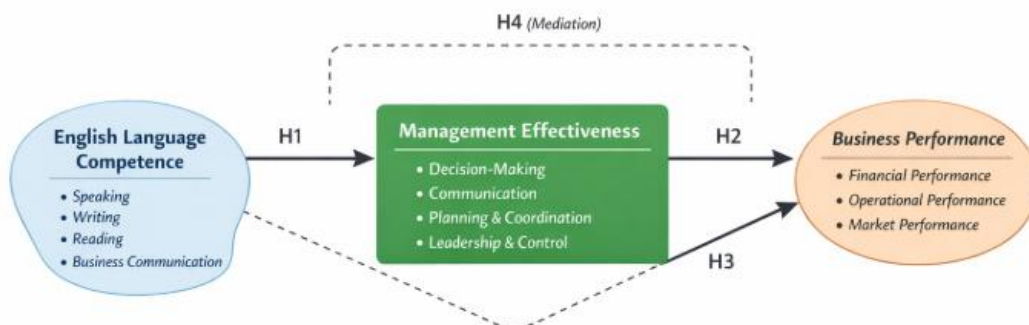 H4 (Mediation)
English Language
Competence
• Speaking
• Writing
• Reading
• Business Communication
H1
Management Effectiveness
• Decision-Making
• Communication
• Planning & Coordination
• Leadership & Control
H2
H3
Business Performance
• Financial Performance
• Operational Performance
• Market Performance